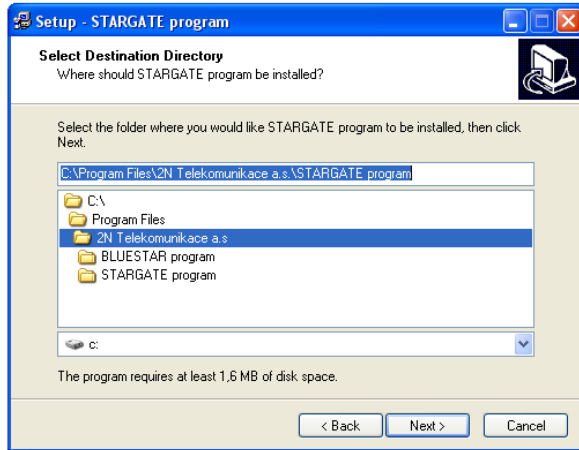 Setup - STARGATE program
Select Destination Directory
Where should STARGATE program be installed?
Select the folder where you would like STARGATE program to be installed, then click
Next.
C:\Program Files\2N Telekomunikace a.s.\STARGATE program
C:\
Program Files
2N Telekomunikace a.s
BLUESTAR program
STARGATE program
c:
The program requires at least 1,6 MB of disk space.
< Back
Next >
Cancel